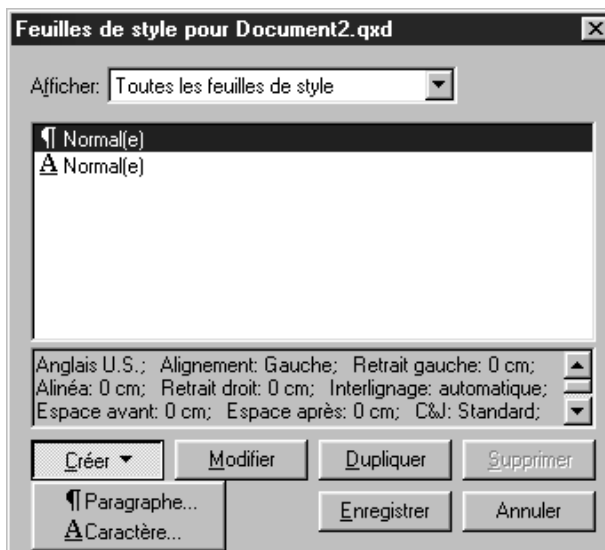 Feuilles de style pour Document2.qxd
Afficher: Toutes les feuilles de style
¶ Normal(e)
A Normal(e)
Anglais U.S.; Alignement: Gauche; Retrait gauche: 0 cm;
Alinéa: 0 cm; Retrait droit: 0 cm; Interlignage: automatique;
Espace avant: 0 cm; Espace après: 0 cm; C&J: Standard;
Créer Modifier Dupliquer Supprimer
¶ Paragraphe...
Enregistrer Annuler
A Caractère...